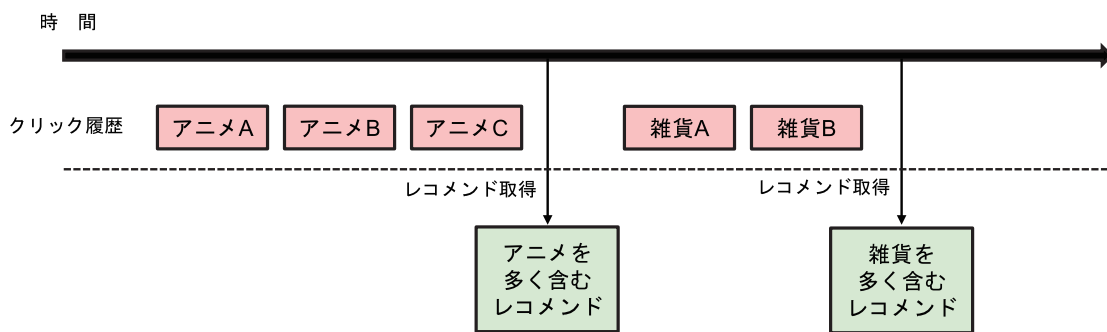 時　間
クリック履歴
アニメA
アニメB
アニメC
雑貨A
雑貨B
レコメンド取得
レコメンド取得
アニメを
多く含む
レコメンド
雑貨を
多く含む
レコメンド